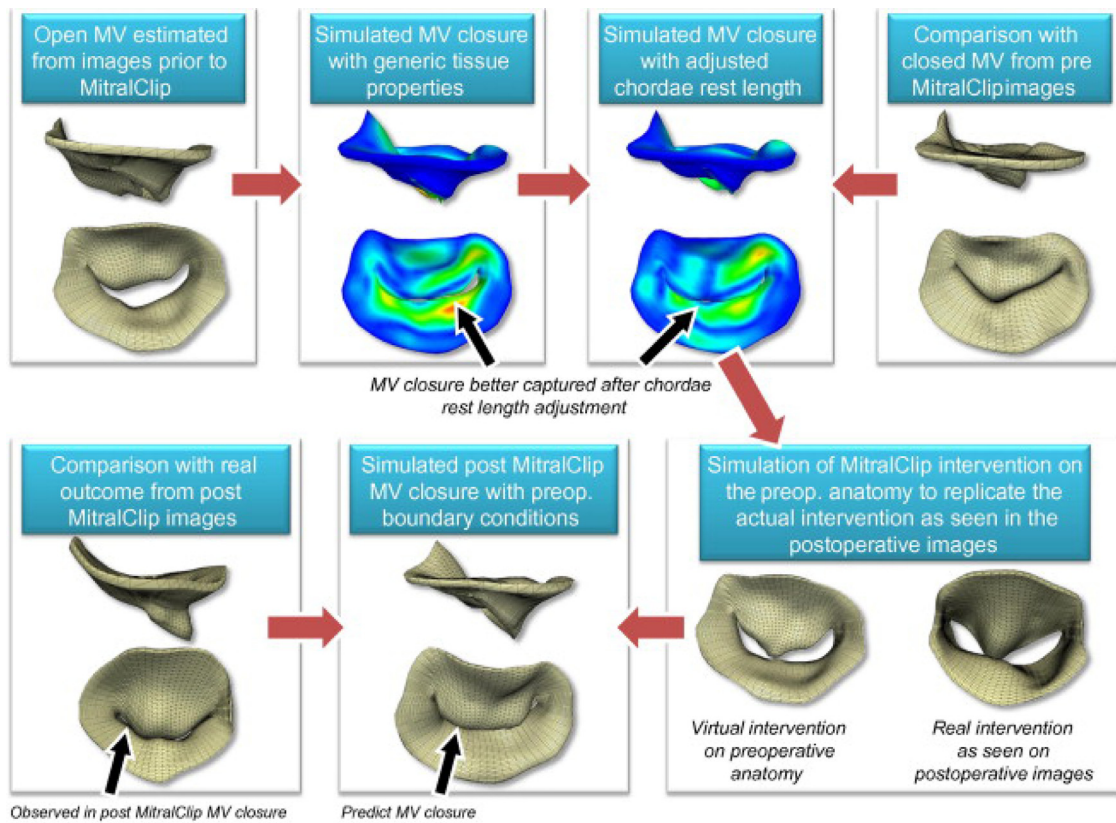 Open MV estimated
from images prior to
MitralClip
Simulated MV closure
with generic tissue
properties
Simulated MV closure
with adjusted
chordae rest length
Comparison with
closed MV from pre
MitralClipimages
MV closure better captured after chordae
rest length adjustment
Comparison with real
outcome from post
MitralClip images
Simulated post MitralClip
MV closure with preop.
boundary conditions
Simulation of MitralClip intervention on
the preop. anatomy to replicate the
actual intervention as seen in the
postoperative images
Virtual intervention
on preoperative
anatomy
Real intervention
as seen on
postoperative images
Observed in post MitralClip MV closure
Predict MV closure